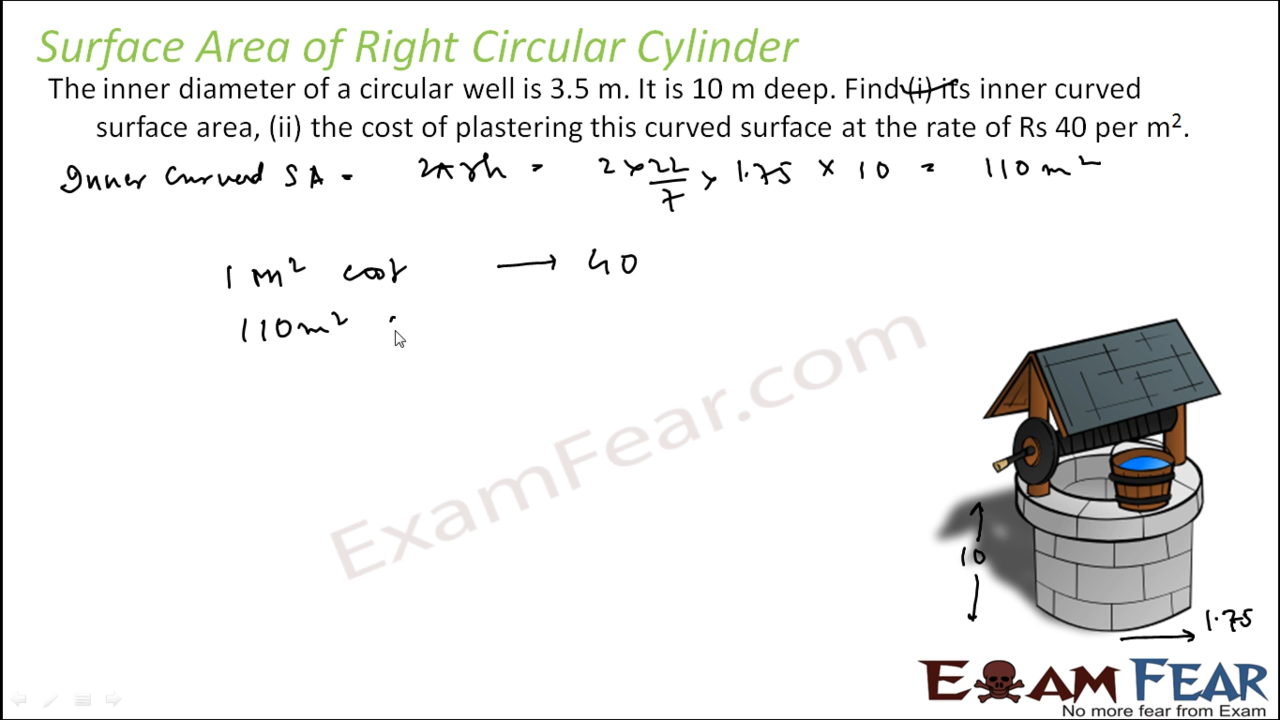 Surface Area of Right Circular Cylinder
The inner diameter of a circular well is 3.5 m. It is 10 m deep. Find (i) its inner curved
surface area, (ii) the cost of plastering this curved surface at the rate of Rs 40 per m².
Inner Curved SA = 2πrh = 2 × 22/7 × 1.75 × 10 = 110 m²
1 m² cost → 40
110 m²
ExamFear.com
10
1.75
EXAM FEAR
No more fear from Exam